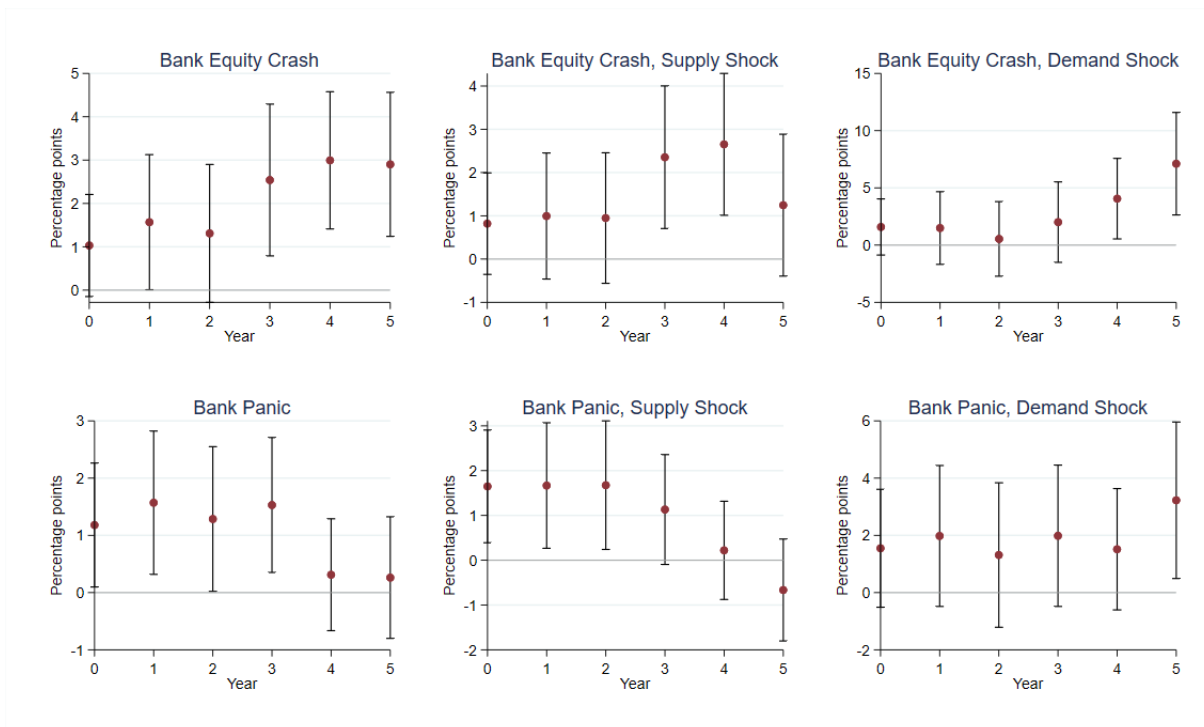 Bank Equity Crash
Percentage points
5
4
3
2
1
0
0 1 2 3 4 5
Year
Bank Equity Crash, Supply Shock
Percentage points
4
3
2
1
0
-1
0 1 2 3 4 5
Year
Bank Equity Crash, Demand Shock
Percentage points
15
10
5
0
-5
0 1 2 3 4 5
Year
Bank Panic
Percentage points
3
2
1
0
-1
0 1 2 3 4 5
Year
Bank Panic, Supply Shock
Percentage points
3
2
1
0
-1
-2
0 1 2 3 4 5
Year
Bank Panic, Demand Shock
Percentage points
6
4
2
0
-2
0 1 2 3 4 5
Year